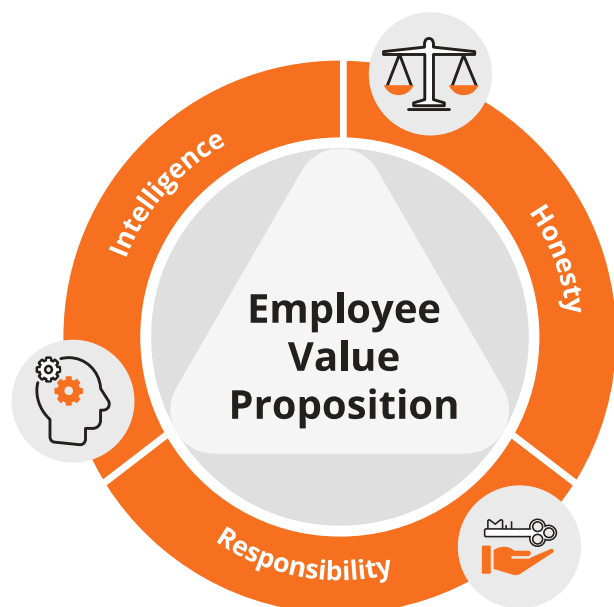 Intelligence
Honesty
Employee
Value
Proposition
Responsibility